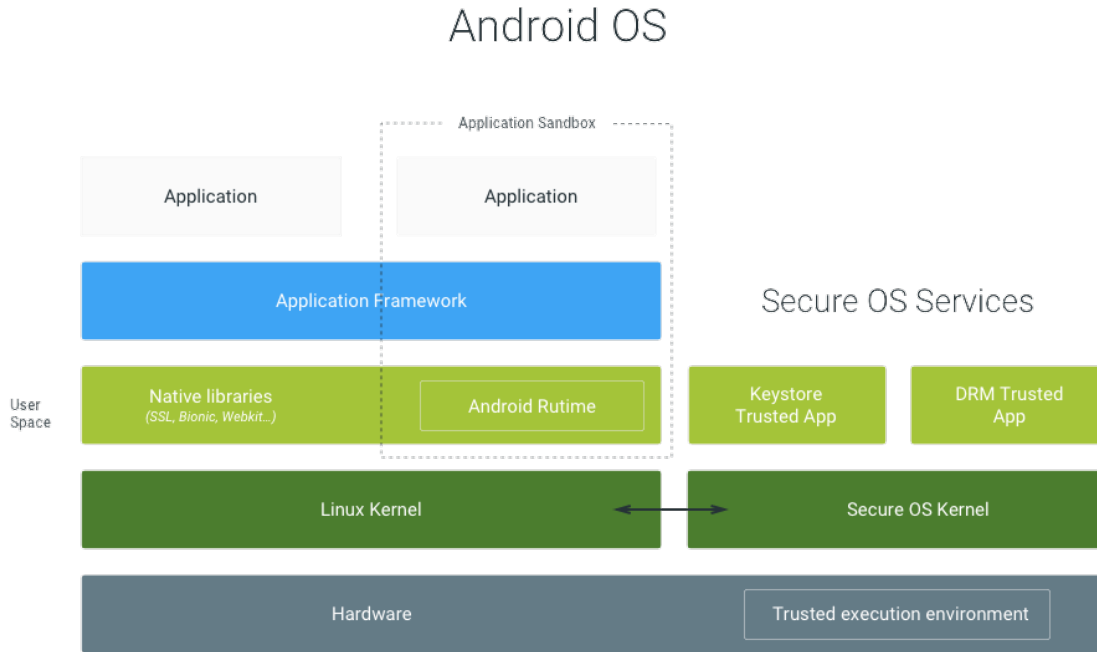 Android OS
Application Sandbox
Application
Application
Application Framework
Secure OS Services
User
Space
Native libraries
(SSL, Bionic, Webkit...)
Android Rutime
Keystore
Trusted App
DRM Trusted
App
Linux Kernel
Secure OS Kernel
Hardware
Trusted execution environment